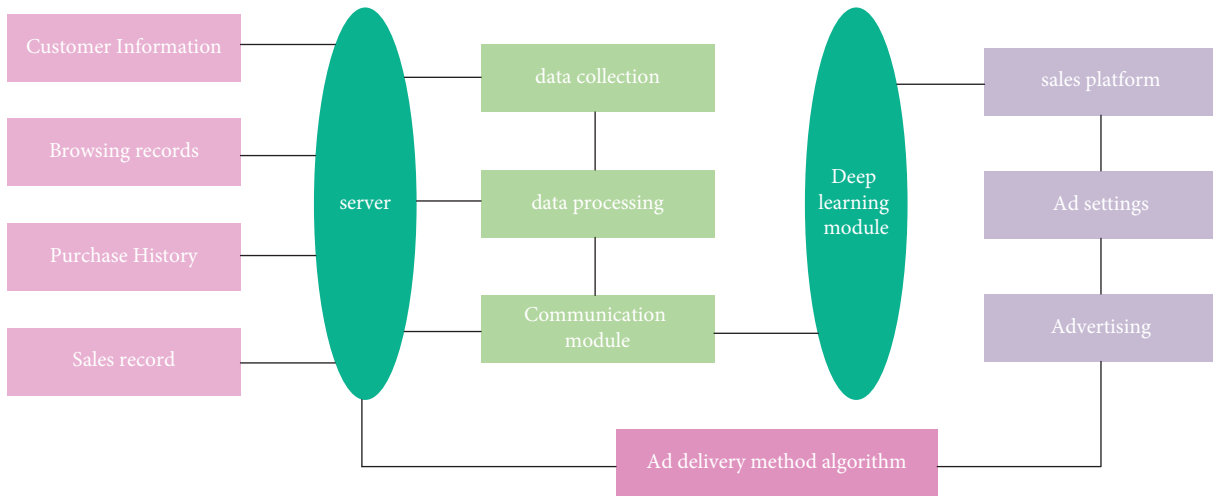 Customer Information
Browsing records
Purchase History
Sales record
server
data collection
data processing
Communication
module
Deep
learning
module
sales platform
Ad settings
Advertising
Ad delivery method algorithm